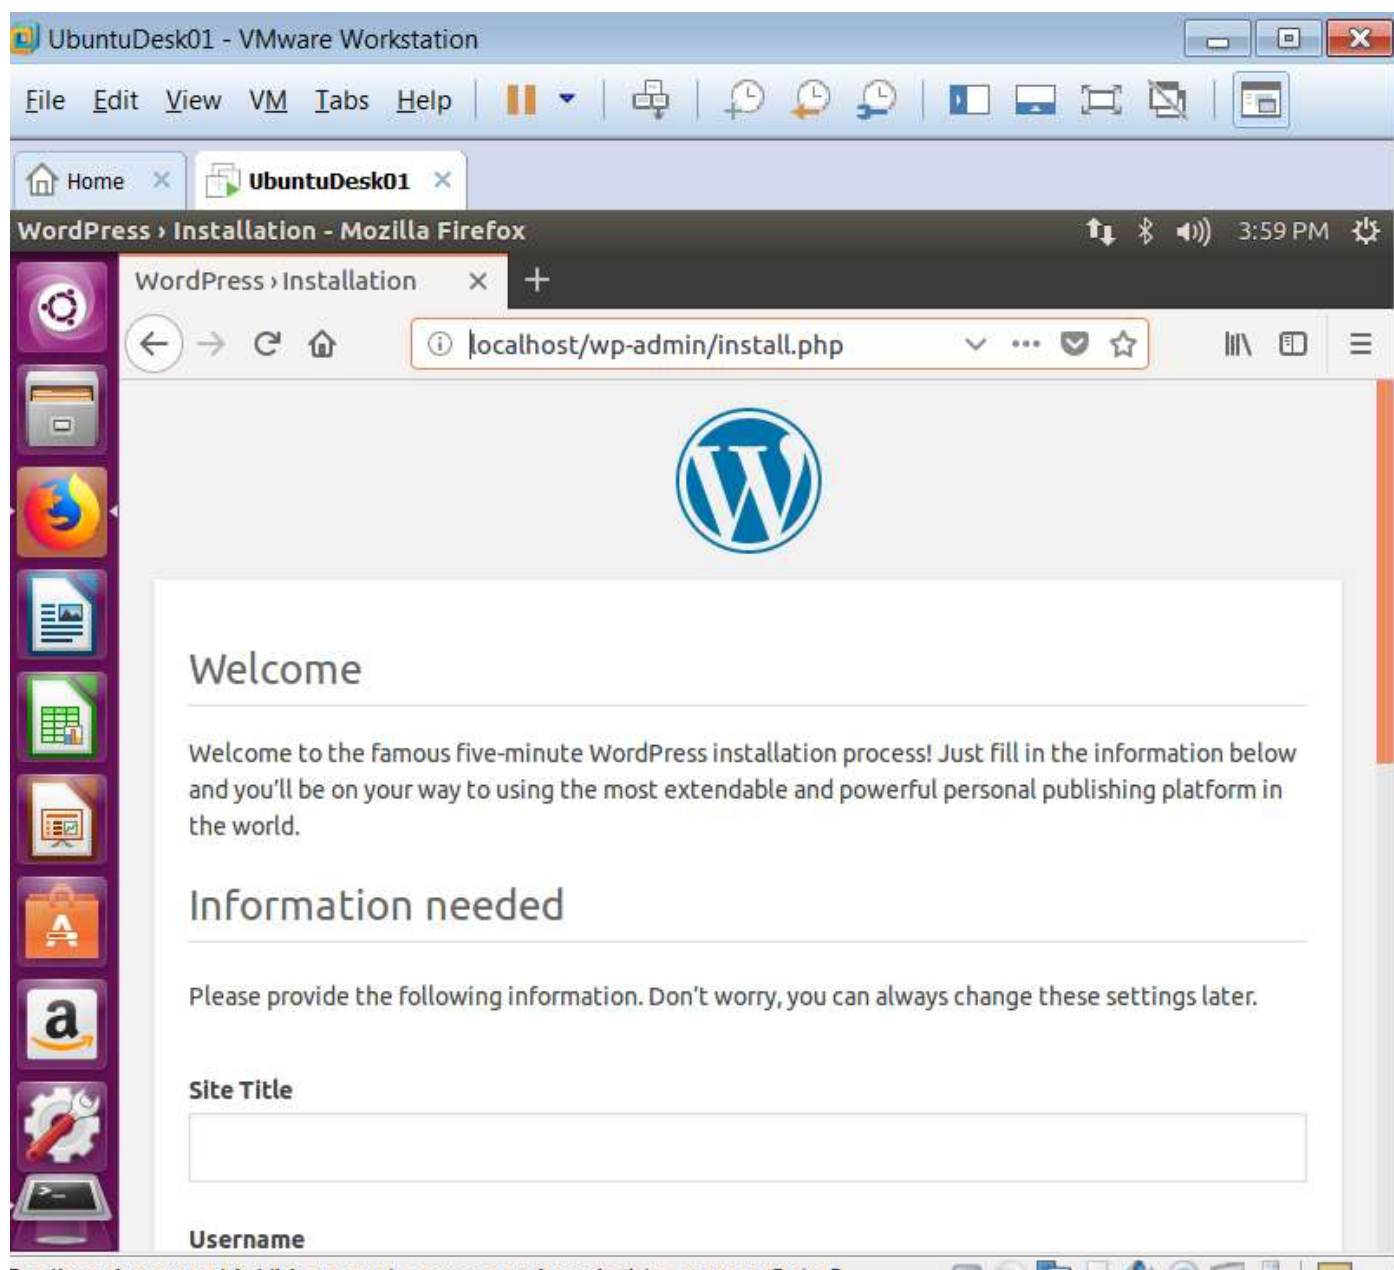 UbuntuDesk01 - VMware Workstation
File Edit View VM Tabs Help
Home
UbuntuDesk01
WordPress › Installation - Mozilla Firefox
3:59 PM
WordPress › Installation
localhost/wp-admin/install.php
Welcome
Welcome to the famous five-minute WordPress installation process! Just fill in the information below
and you’ll be on your way to using the most extendable and powerful personal publishing platform in
the world.
Information needed
Please provide the following information. Don’t worry, you can always change these settings later.
Site Title
Username